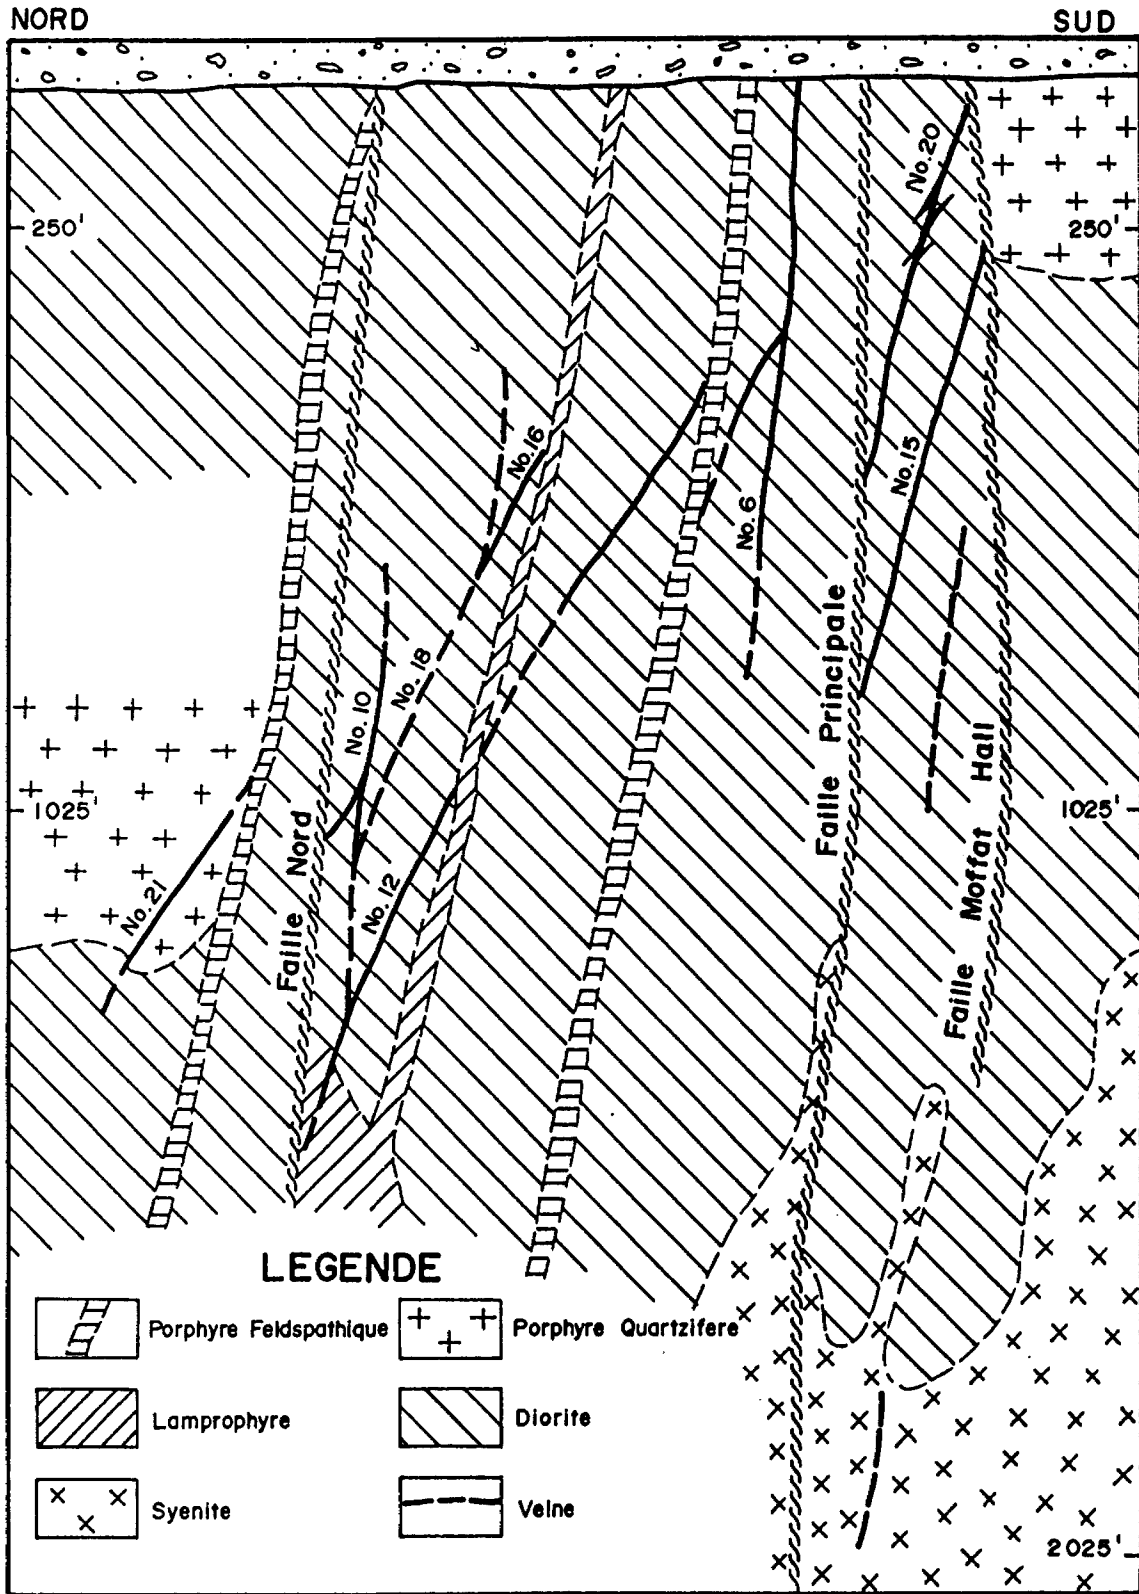 NORD
SUD
250'
250'
No.20
No.16
No.15
No.6
No.18
No.10
Faille Principale
1025'
1025'
Faille Nord
No.12
No.21
Faille Moffat Hall
LEGENDE
Porphyre Feldspathique
Porphyre Quartzifere
Lamprophyre
Diorite
Syenite
Veine
2025'